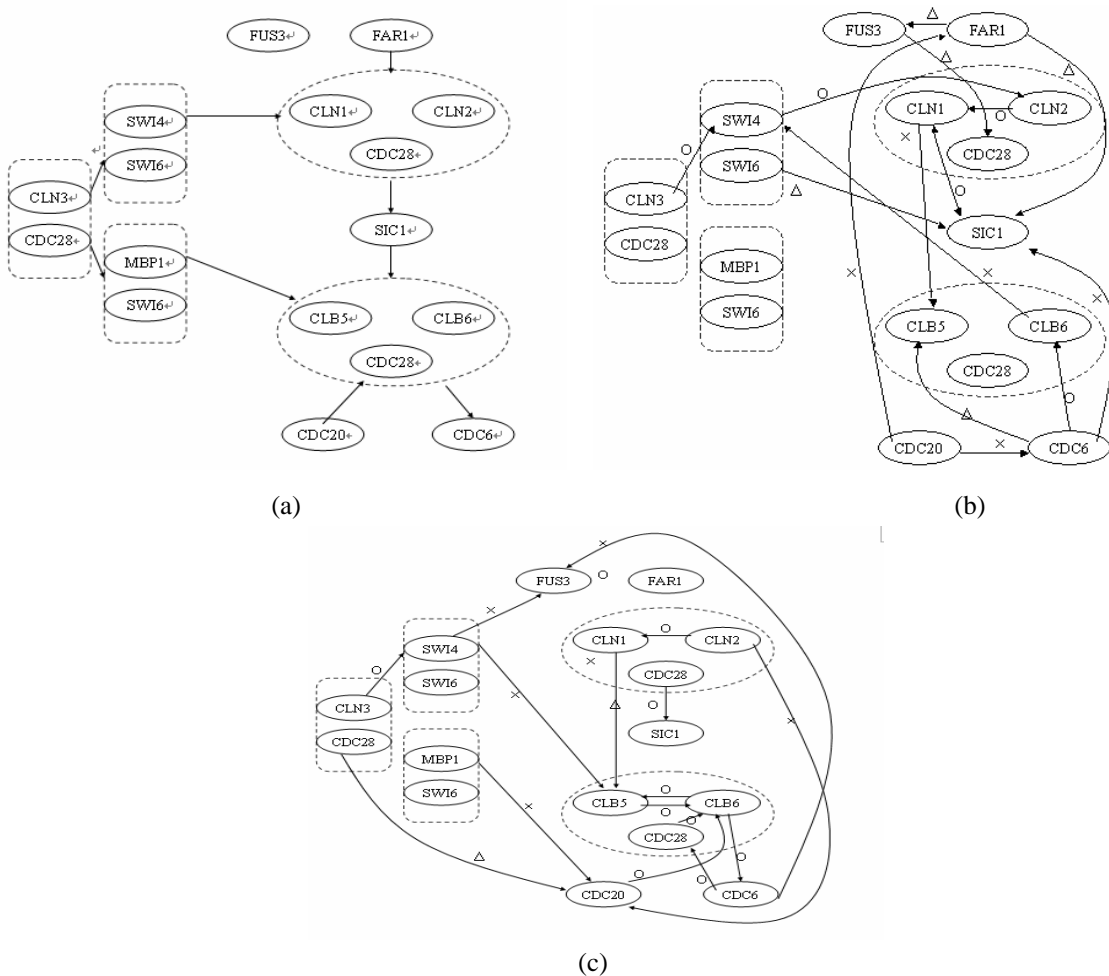 FUS3↵
FAR1↵
SWI4↵
SWI6↵
CLN1↵
CLN2↵
CDC28↵
↵
CLN3↵
CDC28↵
SIC1↵
MBP1↵
SWI6↵
CLB5↵
CLB6↵
CDC28↵
CDC20↵
CDC6↵
(a)
FUS3
△
FAR1
△
△
SWI4
○
CLN1
○
CLN2
○
×
SWI6
CDC28
△
○
CLN3
CDC28
SIC1
MBP1
×
×
×
SWI6
CLB5
CLB6
CDC28
△
○
CDC20
×
CDC6
(b)
×
FUS3
○
FAR1
×
SWI4
CLN1
○
CLN2
○
×
SWI6
CDC28
×
CLN3
△
○
CDC28
SIC1
×
MBP1
SWI6
×
○
CLB5
CLB6
○
○
CDC28
△
○
○
○
CDC20
CDC6
(c)